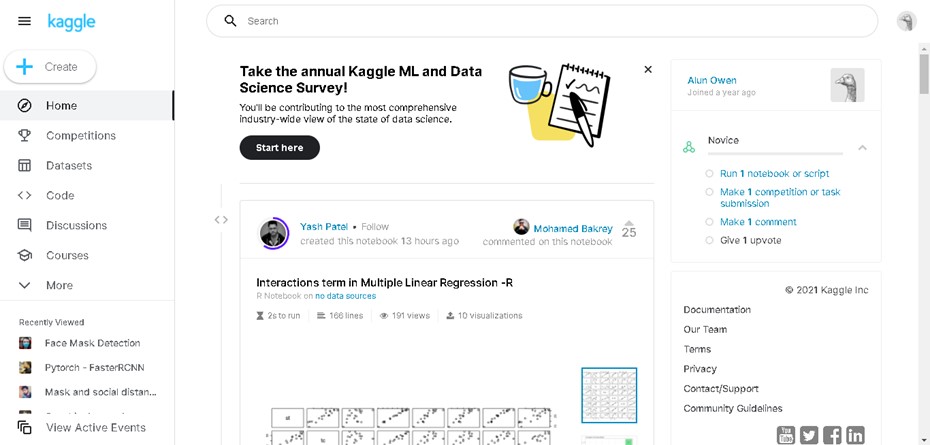 kaggle
Search
Create
Home
Competitions
Datasets
Code
Discussions
Courses
More
Recently Viewed
Face Mask Detection
Pytorch - FasterRCNN
Mask and social distan...
View Active Events
Take the annual Kaggle ML and Data
Science Survey!
You'll be contributing to the most comprehensive
industry-wide view of the state of data science.
Start here
Yash Patel • Follow
created this notebook 13 hours ago
Mohamed Bakrey
commented on this notebook
25
Interactions term in Multiple Linear Regression -R
R Notebook on no data sources
2s to run
166 lines
191 views
10 visualizations
Alun Owen
Joined a year ago
Novice
Run 1 notebook or script
Make 1 competition or task
submission
Make 1 comment
Give 1 upvote
© 2021 Kaggle Inc
Documentation
Our Team
Terms
Privacy
Contact/Support
Community Guidelines